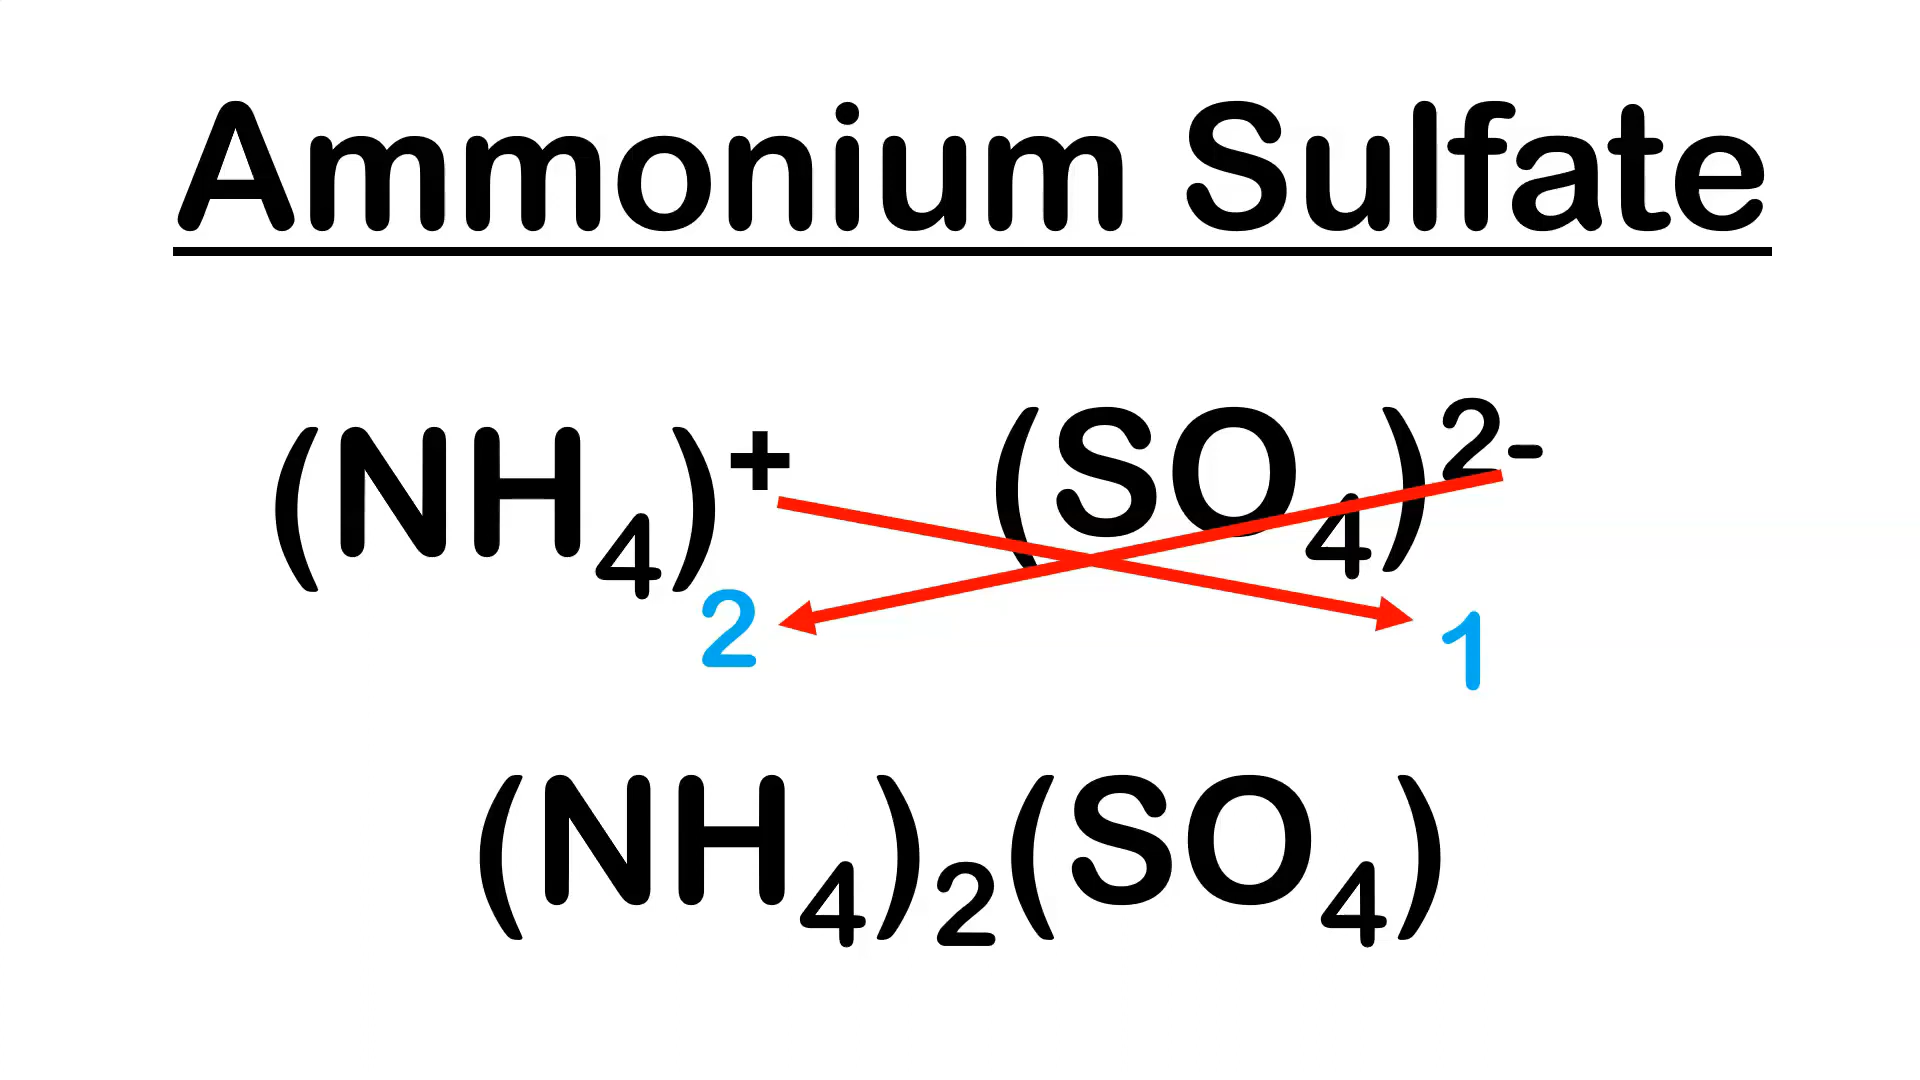 Ammonium Sulfate
(NH₄)⁺ (SO₄)²⁻
2 1
(NH₄)₂(SO₄)